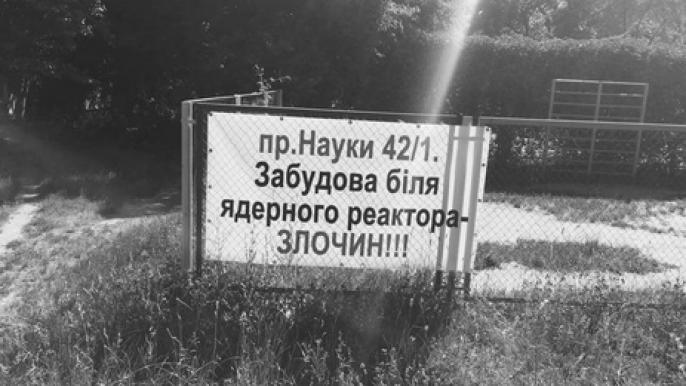 пр.Науки 42/1.
Забудова біля
ядерного реактора-
ЗЛОЧИН!!!